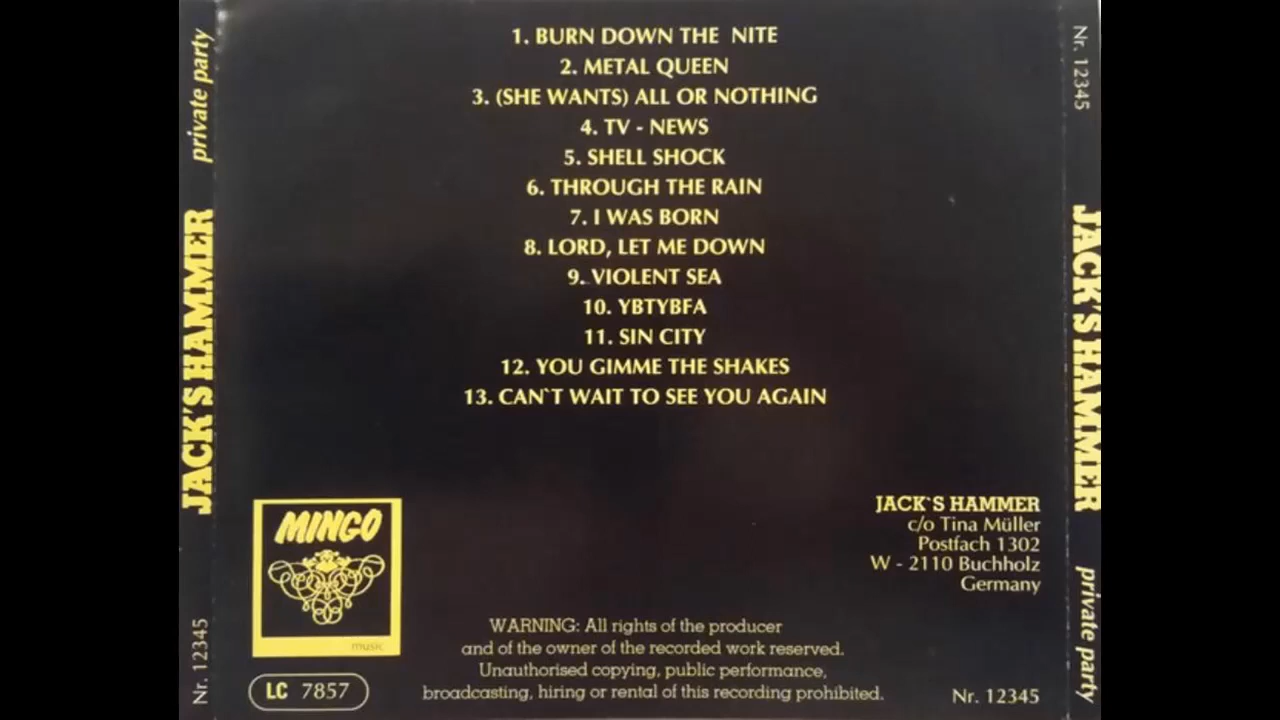 private party
JACK'S HAMMER
Nr. 12345
1. BURN DOWN THE NITE
2. METAL QUEEN
3. (SHE WANTS) ALL OR NOTHING
4. TV - NEWS
5. SHELL SHOCK
6. THROUGH THE RAIN
7. I WAS BORN
8. LORD, LET ME DOWN
9. VIOLENT SEA
10. YBTYBFA
11. SIN CITY
12. YOU GIMME THE SHAKES
13. CAN`T WAIT TO SEE YOU AGAIN
MINGO
music
LC 7857
JACK`S HAMMER
c/o Tina Müller
Postfach 1302
W - 2110 Buchholz
Germany
WARNING: All rights of the producer
and of the owner of the recorded work reserved.
Unauthorised copying, public performance,
broadcasting, hiring or rental of this recording prohibited.
Nr. 12345
Nr. 12345
JACK'S HAMMER
private party